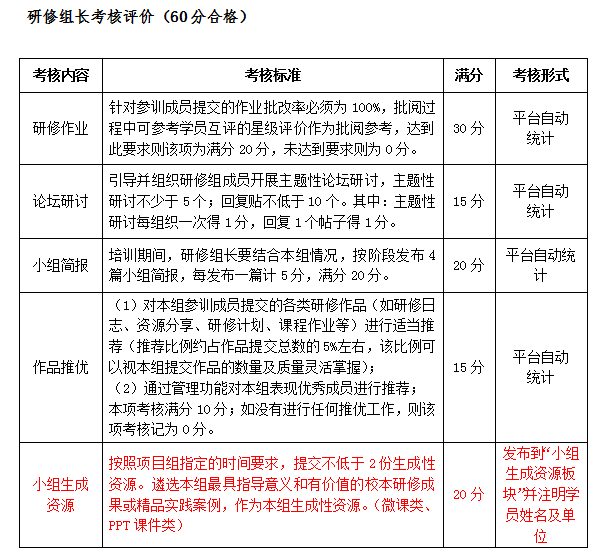 研修组长考核评价（60分合格）
考核内容
考核标准
满分
考核形式
研修作业
针对参训成员提交的作业批改率必须为 100%，批阅过
程中可参考学员互评的星级评价作为批阅参考，达到
此要求则该项为满分 20 分，未达到要求则为 0 分。
30 分
平台自动
统计
论坛研讨
引导并组织研修组成员开展主题性论坛研讨，主题性
研讨不少于 5 个；回复贴不低于 10 个。其中：主题性
研讨每组织一次得 1 分，回复 1 个帖子得 1 分。
15 分
平台自动
统计
小组简报
培训期间，研修组长要结合本组情况，按阶段发布 4
篇小组简报，每发布一篇计 5 分，满分 20 分。
20 分
平台自动统
计
作品推优
（1）对本组参训成员提交的各类研修作品（如研修日
志、资源分享、研修计划、课程作业等）进行适当推
荐（推荐比例约占作品提交总数的 5%左右，该比例可
以视本组提交作品的数量及质量灵活掌握）；
（2）通过管理功能对本组表现优秀成员进行推荐；
本项考核满分 10 分；如没有进行任何推优工作，则该
项考核记为 0 分。
15 分
平台自动
统计
小组生成
资源
按照项目组指定的时间要求，提交不低于 2 份生成性
资源。遴选本组最具指导意义和有价值的校本研修成
果或精品实践案例，作为本组生成性资源。（微课类、
PPT 课件类）
20 分
发布到“小组
生成资源板
块”并注明学
员姓名及单
位